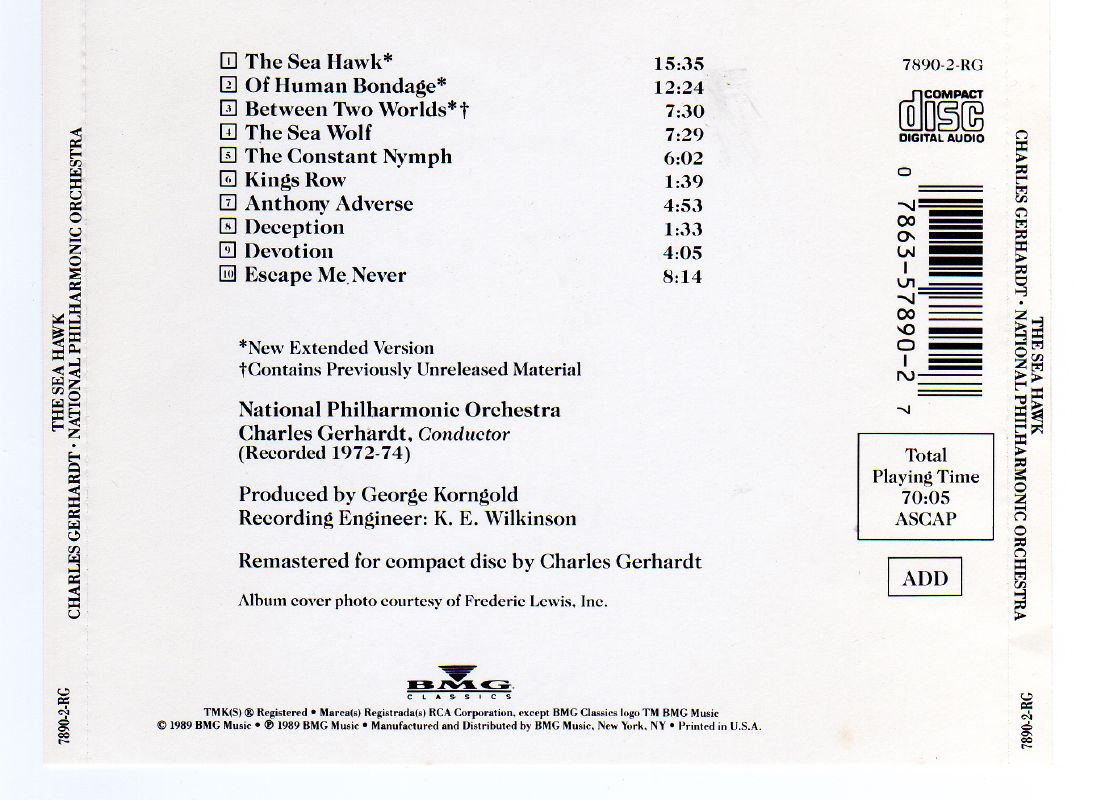 1 The Sea Hawk* 15:35
2 Of Human Bondage* 12:24
3 Between Two Worlds*† 7:30
4 The Sea Wolf 7:29
5 The Constant Nymph 6:02
6 Kings Row 1:39
7 Anthony Adverse 4:53
8 Deception 1:33
9 Devotion 4:05
10 Escape Me Never 8:14
*New Extended Version
†Contains Previously Unreleased Material
National Philharmonic Orchestra
Charles Gerhardt, Conductor
(Recorded 1972-74)
Produced by George Korngold
Recording Engineer: K. E. Wilkinson
Remastered for compact disc by Charles Gerhardt
Album cover photo courtesy of Frederic Lewis, Inc.
BMG
CLASSICS
TMK(S) ® Registered • Marca(s) Registrada(s) RCA Corporation, except BMG Classics logo TM BMG Music
© 1989 BMG Music • ℗ 1989 BMG Music • Manufactured and Distributed by BMG Music, New York, NY • Printed in U.S.A.
7890-2-RG
COMPACT
disc
DIGITAL AUDIO
0 7863-57890-2 7
Total
Playing Time
70:05
ASCAP
ADD
THE SEA HAWK
CHARLES GERHARDT • NATIONAL PHILHARMONIC ORCHESTRA
7890-2-RG
THE SEA HAWK
CHARLES GERHARDT • NATIONAL PHILHARMONIC ORCHESTRA
7890-2-RG